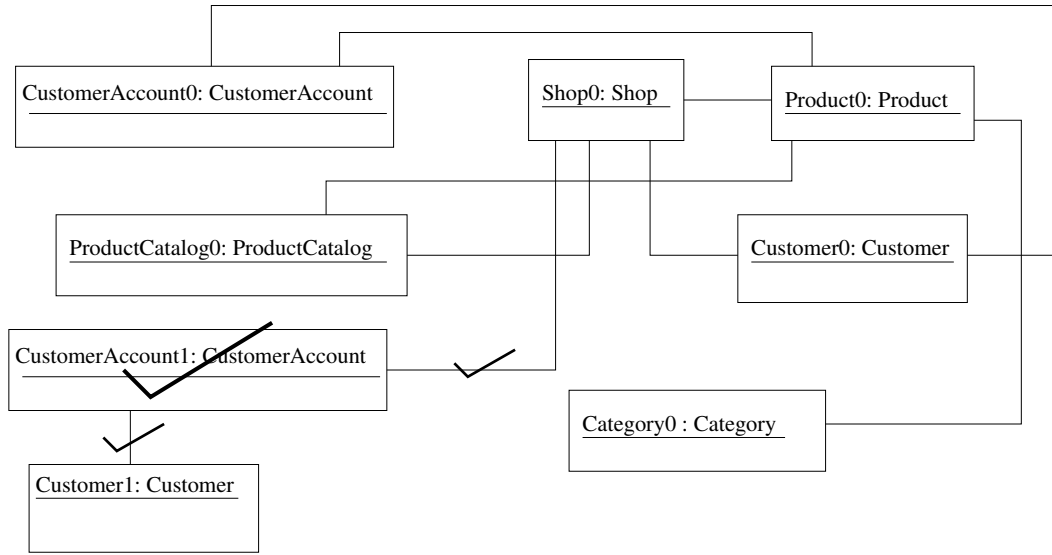 CustomerAccount0: CustomerAccount
Shop0: Shop
Product0: Product
ProductCatalog0: ProductCatalog
Customer0: Customer
CustomerAccount1: CustomerAccount
Category0 : Category
Customer1: Customer